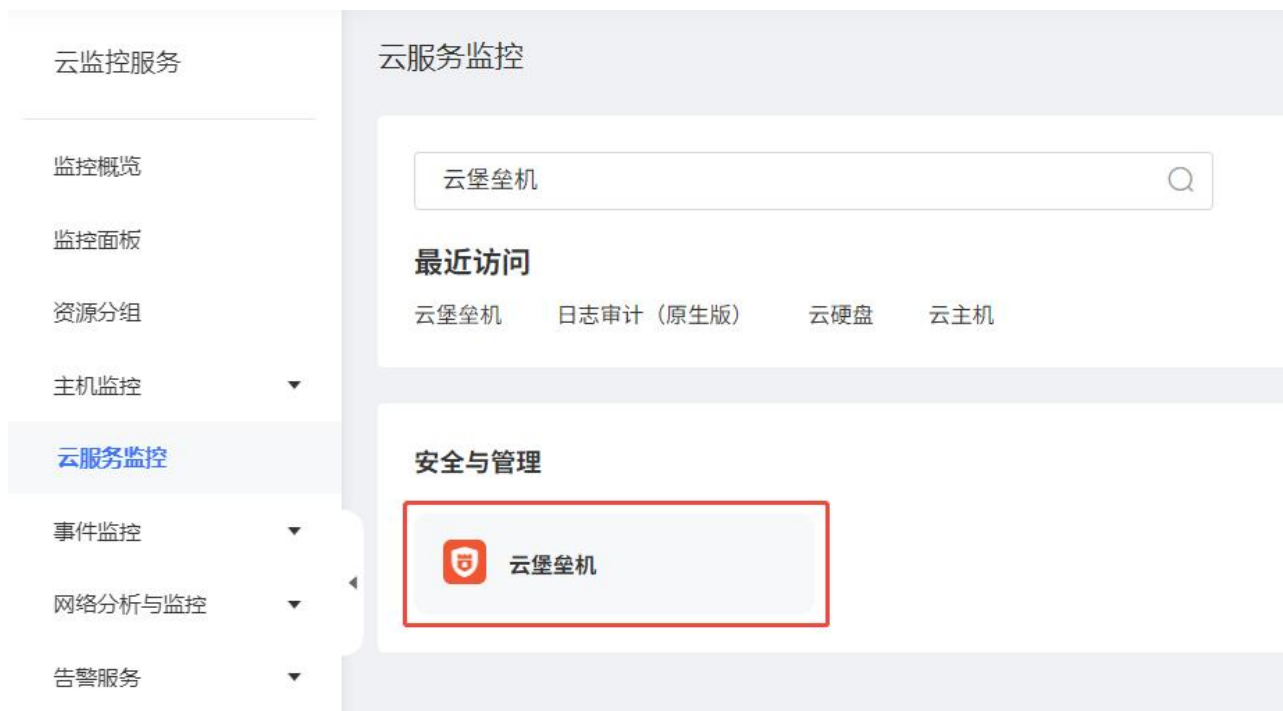 云监控服务
监控概览
监控面板
资源分组
主机监控
云服务监控
事件监控
网络分析与监控
告警服务
云服务监控
云堡垒机
最近访问
云堡垒机 日志审计（原生版） 云硬盘 云主机
安全与管理
云堡垒机